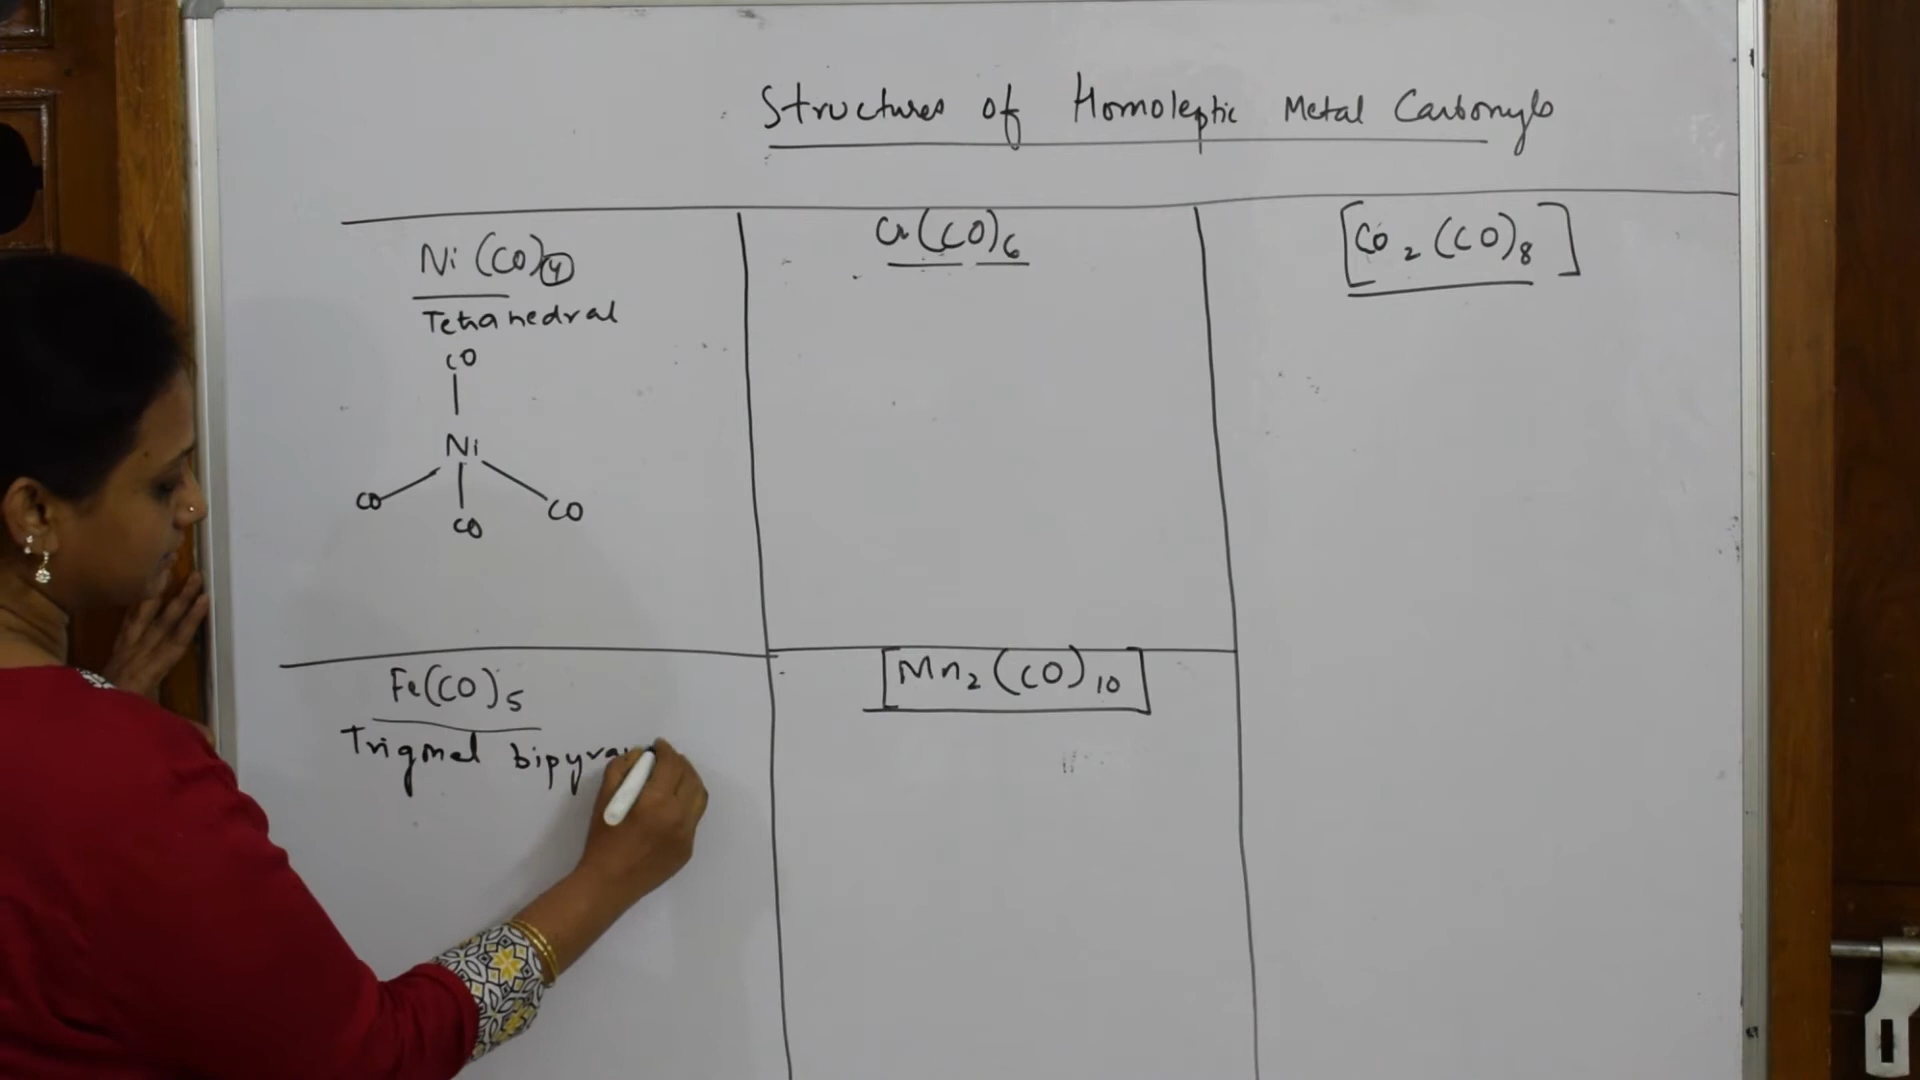 Structures of Homoleptic Metal Carbonyls
Ni (CO)4
Tetrahedral
CO
Ni
CO
CO
CO
Cr(CO)6
[Co2 (CO)8]
Fe(CO)5
Trigonal bipyra
[Mn2 (CO)10]